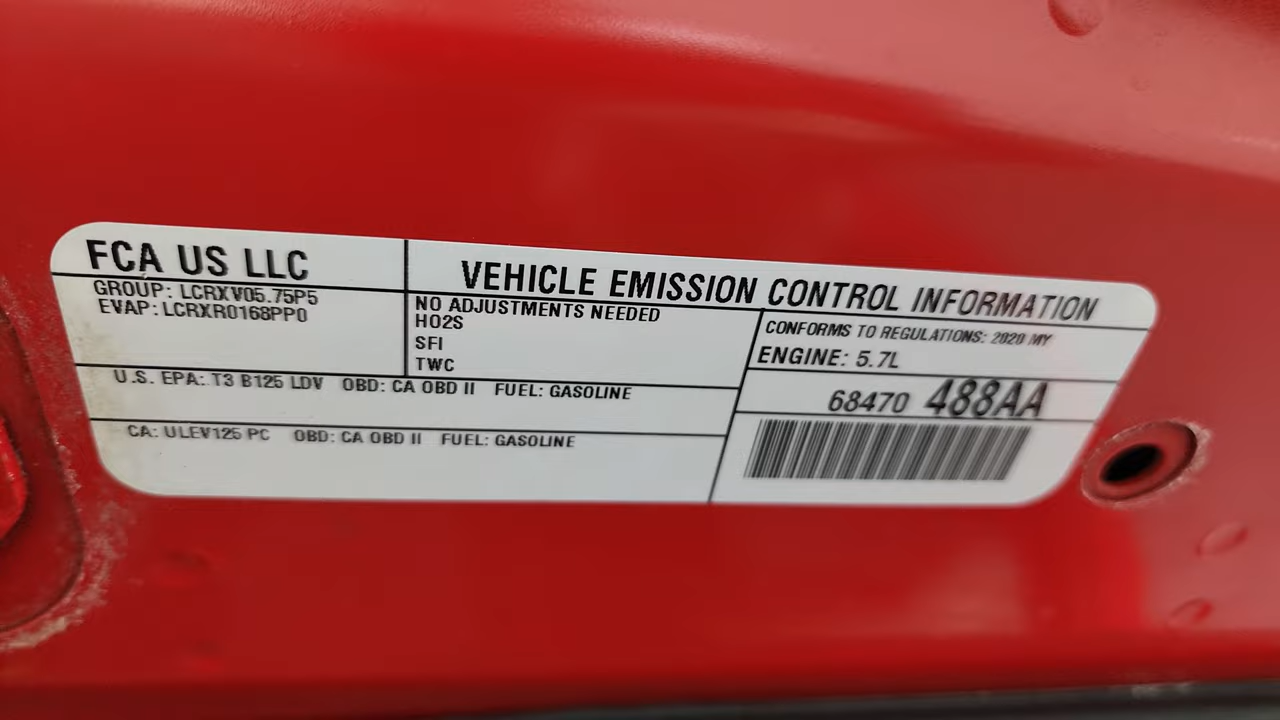 FCA US LLC
VEHICLE EMISSION CONTROL INFORMATION
GROUP: LCRXV05.75P5
EVAP: LCRXR0168PP0
NO ADJUSTMENTS NEEDED
HO2S
SFI
TWC
CONFORMS TO REGULATIONS: 2020 MY
ENGINE: 5.7L
U.S. EPA: T3 B125 LDV OBD: CA OBD II FUEL: GASOLINE
68470 488AA
CA: ULEV125 PC OBD: CA OBD II FUEL: GASOLINE